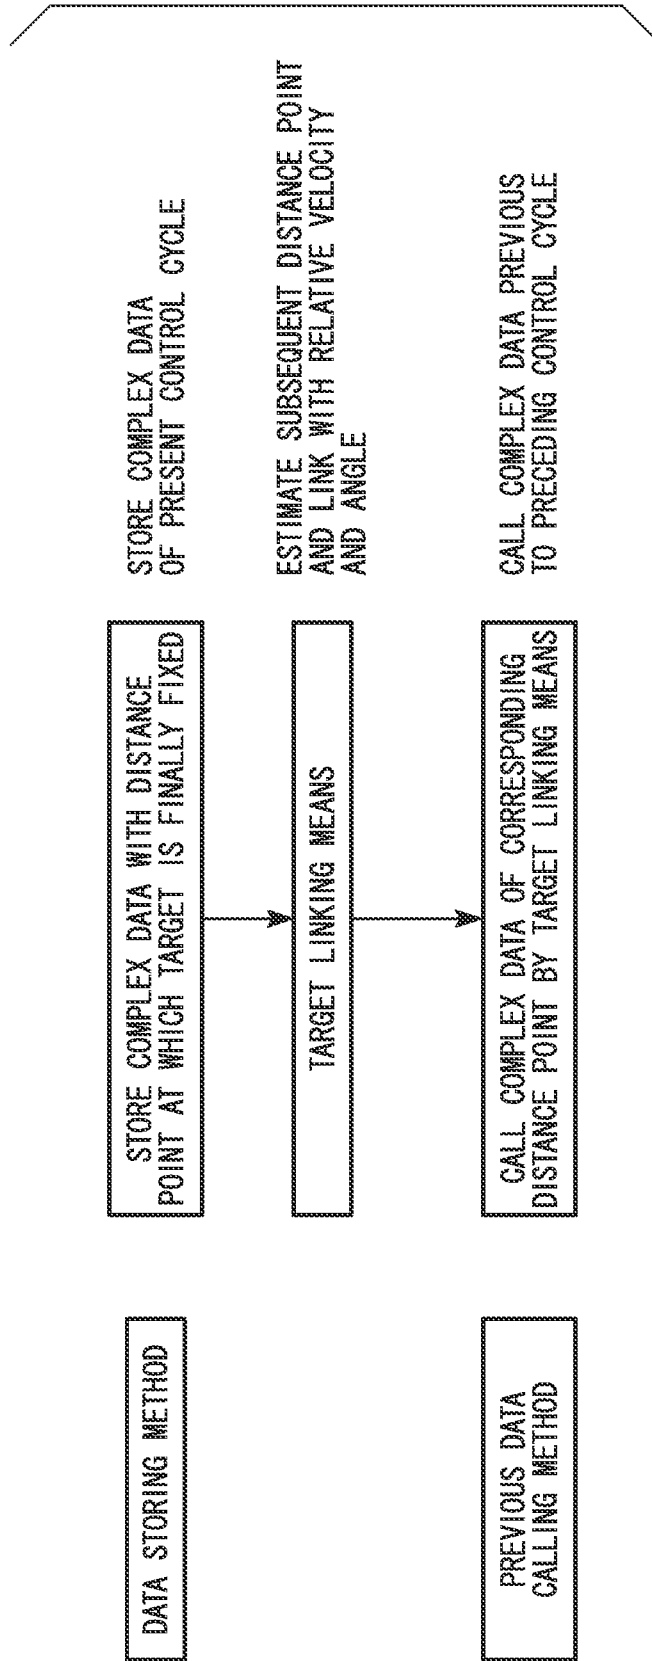 DATA STORING METHOD
STORE COMPLEX DATA WITH DISTANCE
POINT AT WHICH TARGET IS FINALLY FIXED
STORE COMPLEX DATA
OF PRESENT CONTROL CYCLE
TARGET LINKING MEANS
ESTIMATE SUBSEQUENT DISTANCE POINT
AND LINK WITH RELATIVE VELOCITY
AND ANGLE
PREVIOUS DATA
CALLING METHOD
CALL COMPLEX DATA OF CORRESPONDING
DISTANCE POINT BY TARGET LINKING MEANS
CALL COMPLEX DATA PREVIOUS
TO PRECEDING CONTROL CYCLE